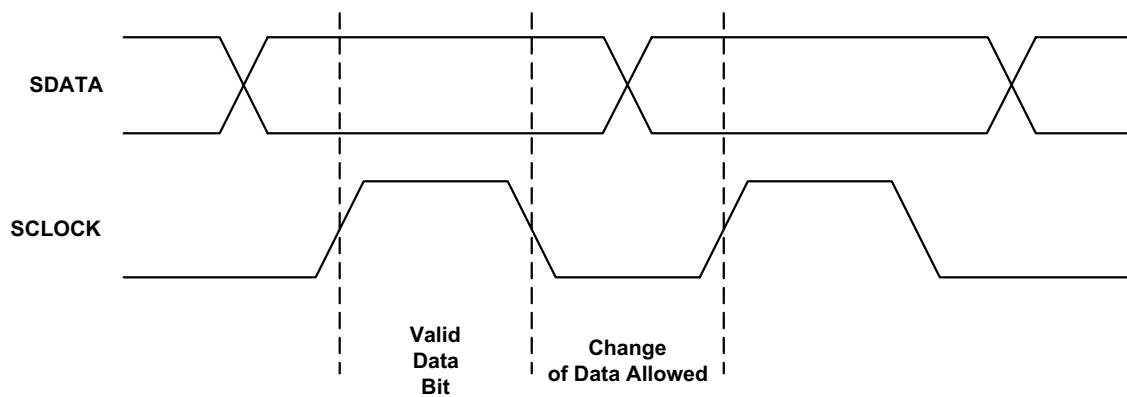 SDATA
SCLOCK
Valid
Data
Bit
Change
of Data Allowed